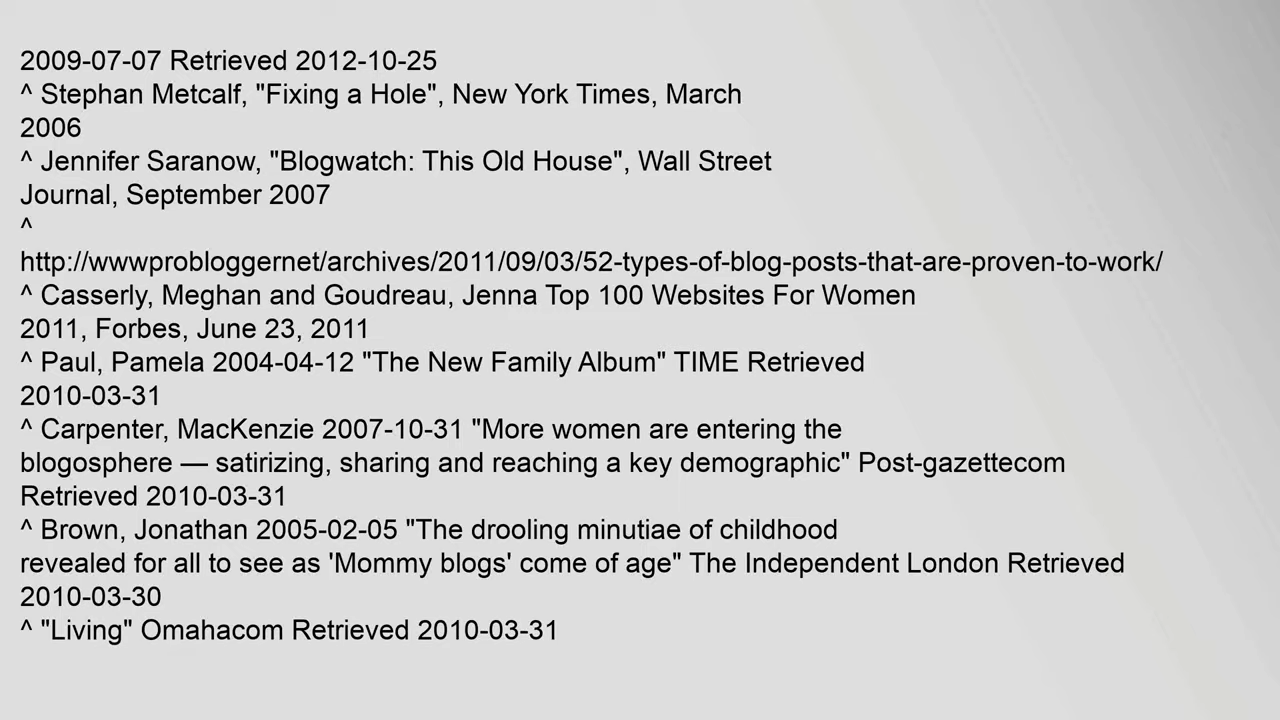 2009-07-07 Retrieved 2012-10-25
^ Stephan Metcalf, "Fixing a Hole", New York Times, March
2006
^ Jennifer Saranow, "Blogwatch: This Old House", Wall Street
Journal, September 2007
^
http://wwwprobloggernet/archives/2011/09/03/52-types-of-blog-posts-that-are-proven-to-work/
^ Casserly, Meghan and Goudreau, Jenna Top 100 Websites For Women
2011, Forbes, June 23, 2011
^ Paul, Pamela 2004-04-12 "The New Family Album" TIME Retrieved
2010-03-31
^ Carpenter, MacKenzie 2007-10-31 "More women are entering the
blogosphere — satirizing, sharing and reaching a key demographic" Post-gazettecom
Retrieved 2010-03-31
^ Brown, Jonathan 2005-02-05 "The drooling minutiae of childhood
revealed for all to see as 'Mommy blogs' come of age" The Independent London Retrieved
2010-03-30
^ "Living" Omahacom Retrieved 2010-03-31